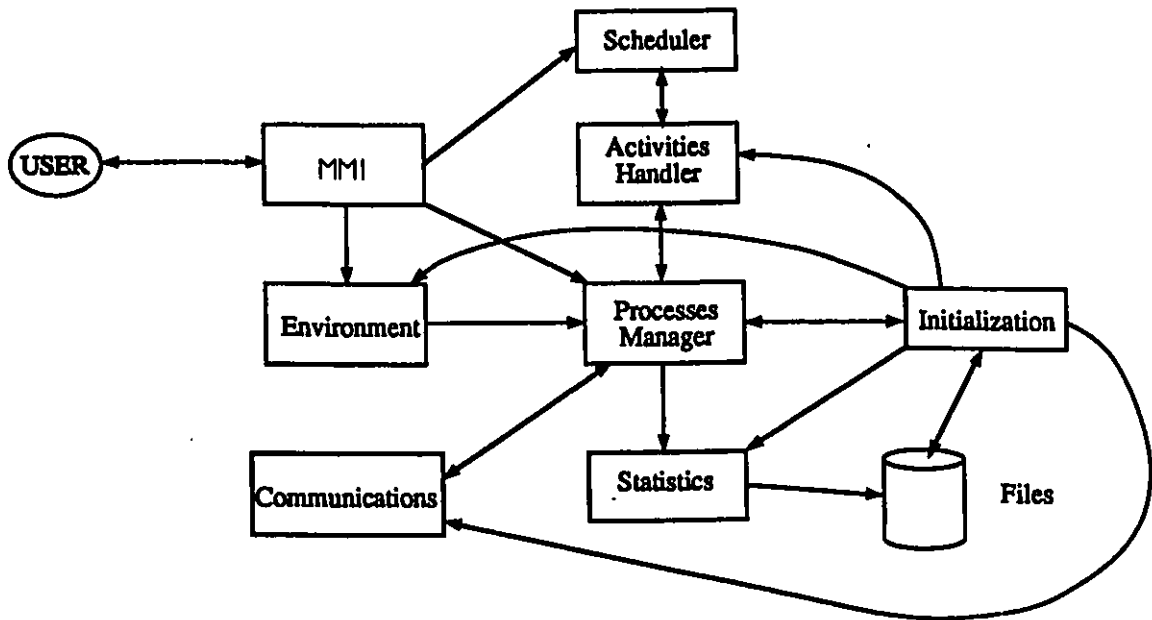 Scheduler
USER
MMI
Activities
Handler
Environment
Processes
Manager
Initialization
Communications
Statistics
Files